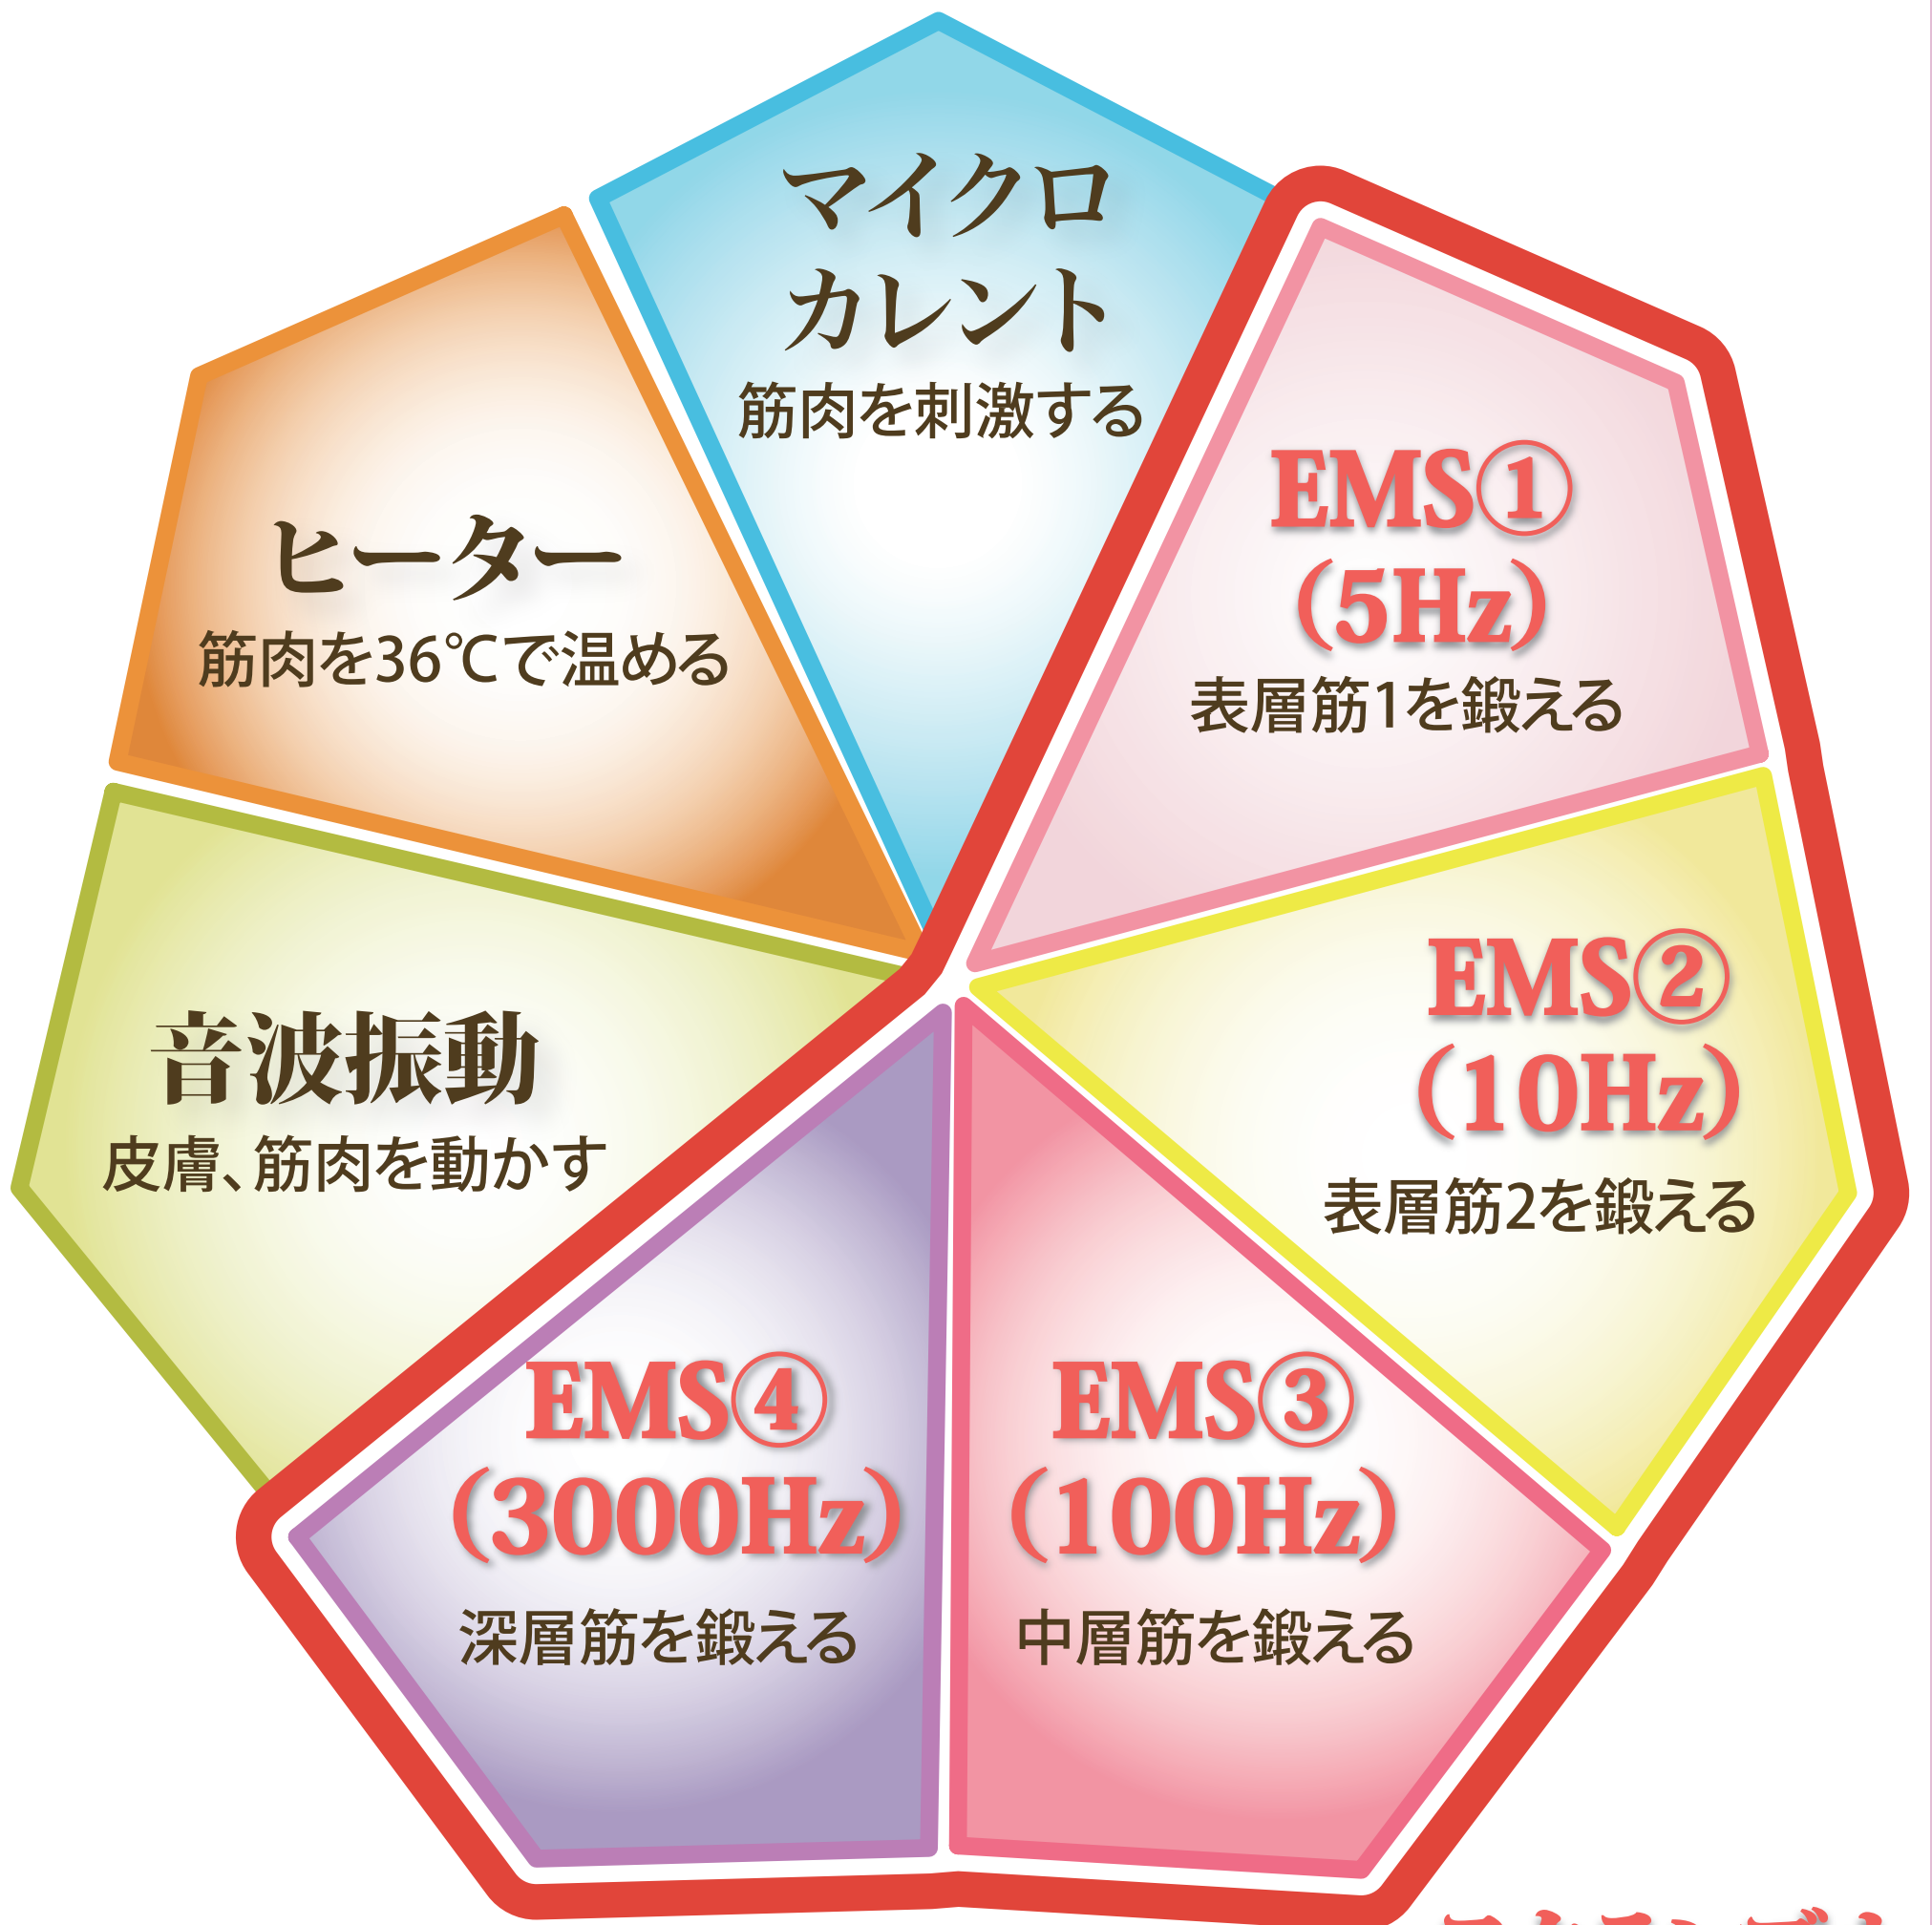 マイクロ
カレント
筋肉を刺激する
EMS①
(5Hz)
表層筋1を鍛える
EMS②
(10Hz)
表層筋2を鍛える
EMS③
(100Hz)
中層筋を鍛える
EMS④
(3000Hz)
深層筋を鍛える
音波振動
皮膚、筋肉を動かす
ヒーター
筋肉を36℃で温める